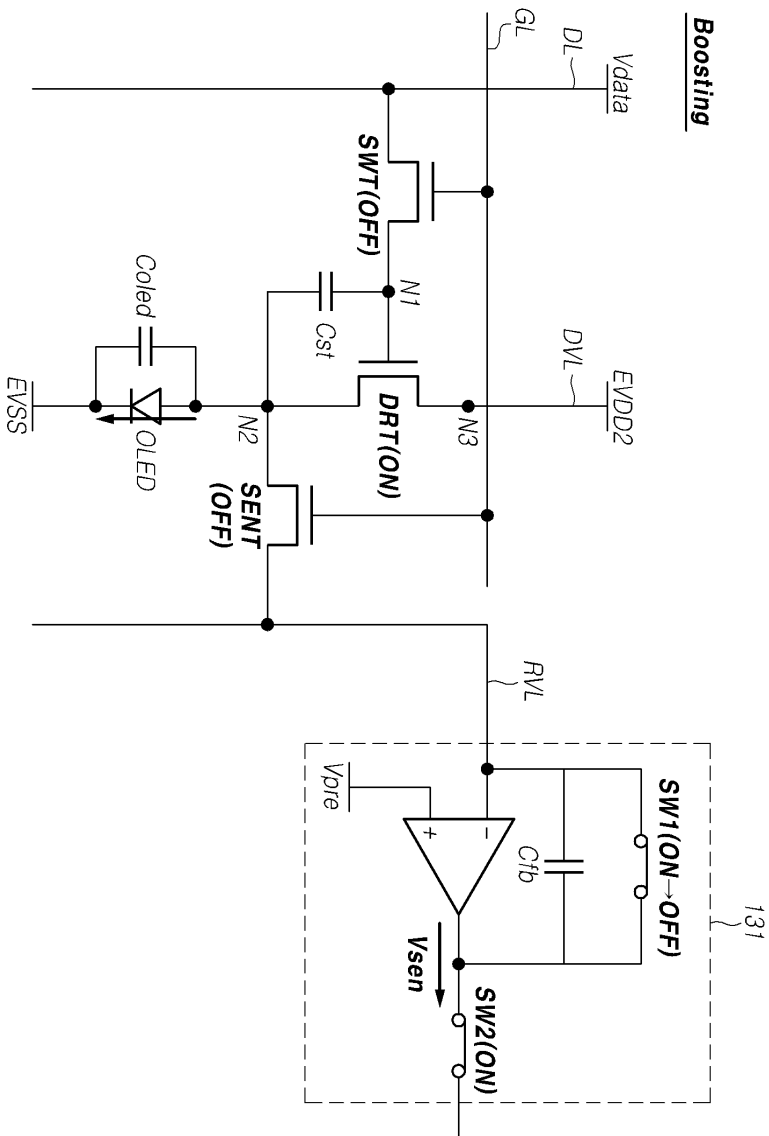 Boosting
Vdata
EVDD2
DL
DVL
GL
SWT(OFF)
N1
Cst
DRT(ON)
N3
N2
Coled
OLED
EVSS
SENT
(OFF)
RVL
131
SW1(ON→OFF)
Cfb
Vpre
−
+
Vsen
SW2(ON)